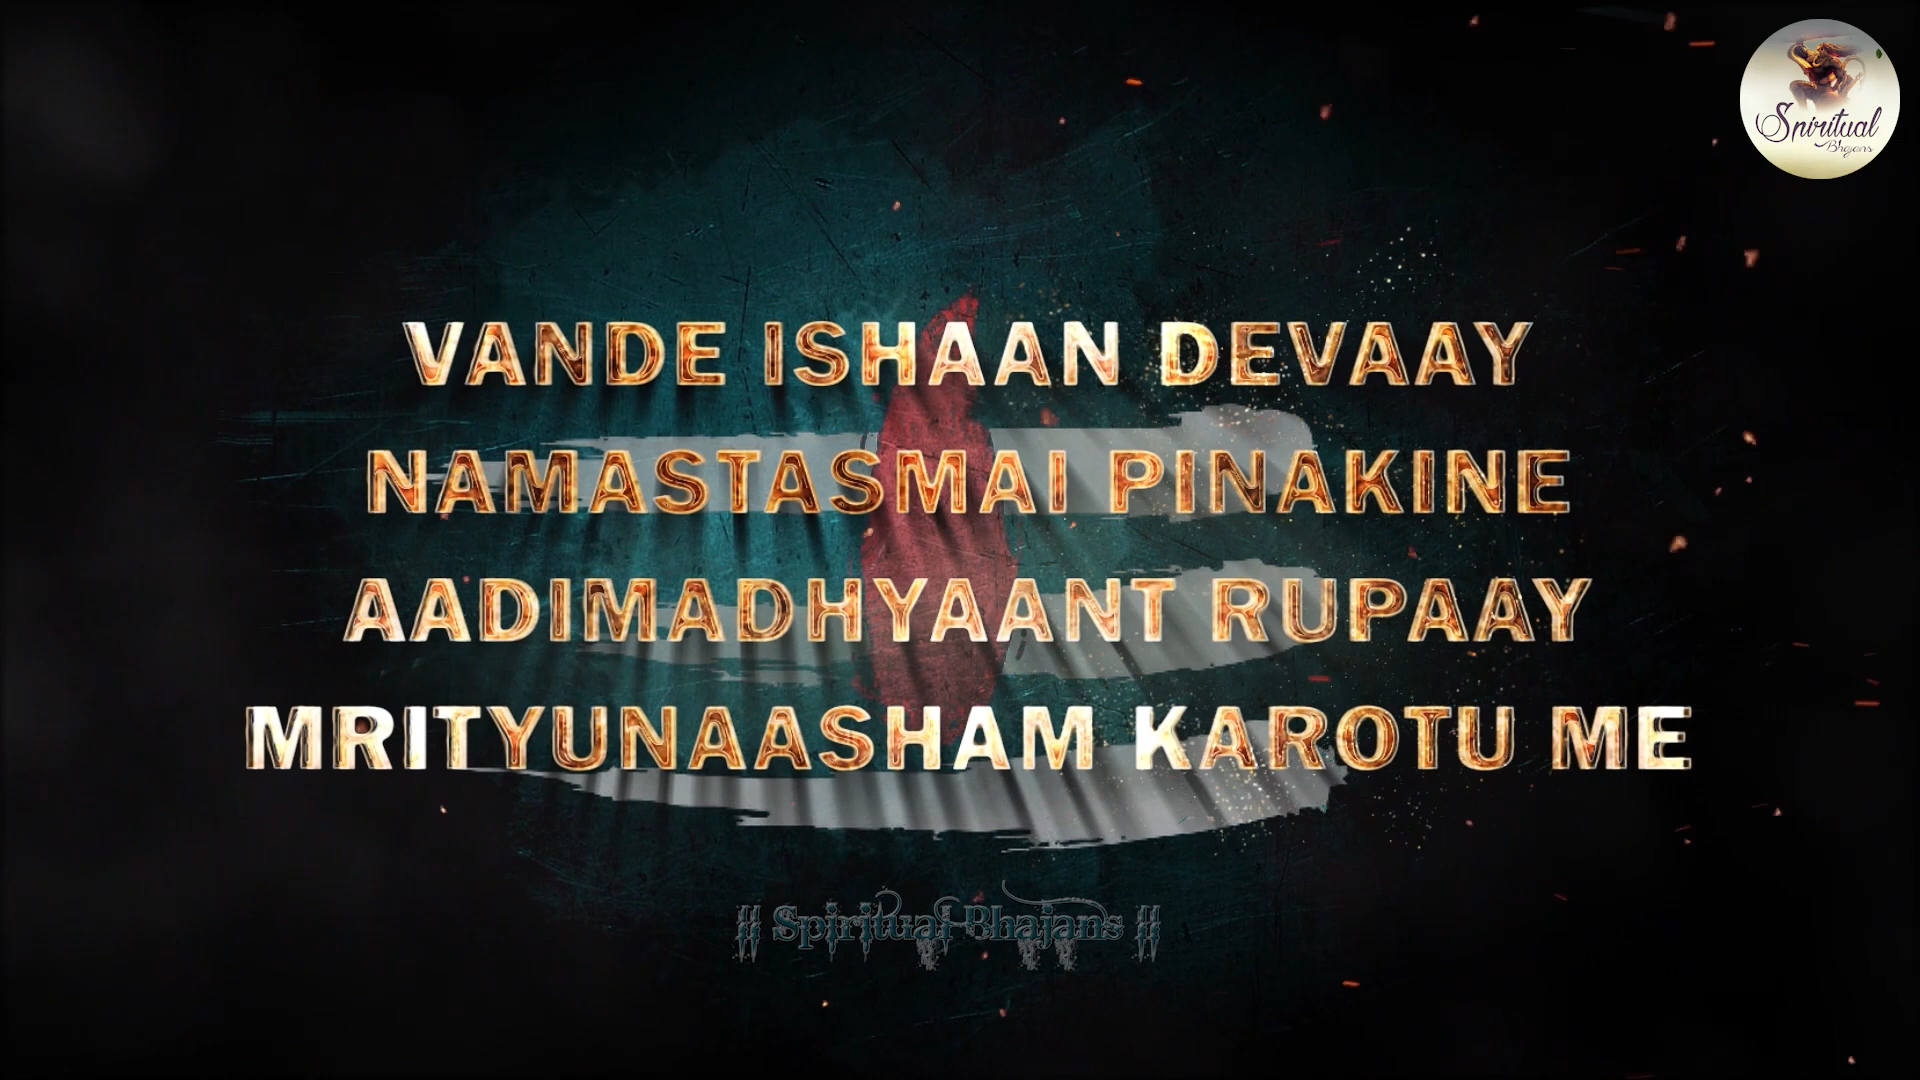 Spiritual
Bhajans
VANDE ISHAAN DEVAAY
NAMASTASMAI PINAKINE
AADIMADHYAANT RUPAAY
MRITYUNAASHAM KAROTU ME
|| Spiritual Bhajans ||